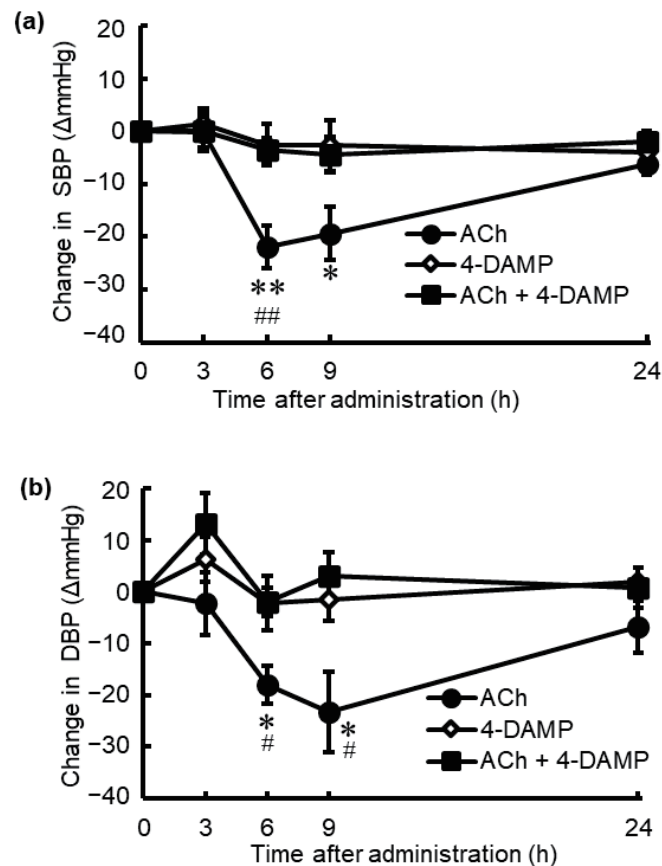 (a)
Change in SBP (ΔmmHg)
20
10
0
−10
−20
−30
−40
** 
##
*
ACh
4-DAMP
ACh + 4-DAMP
0 3 6 9 24
Time after administration (h)
(b)
Change in DBP (ΔmmHg)
20
10
0
−10
−20
−30
−40
*
#
*
#
ACh
4-DAMP
ACh + 4-DAMP
0 3 6 9 24
Time after administration (h)